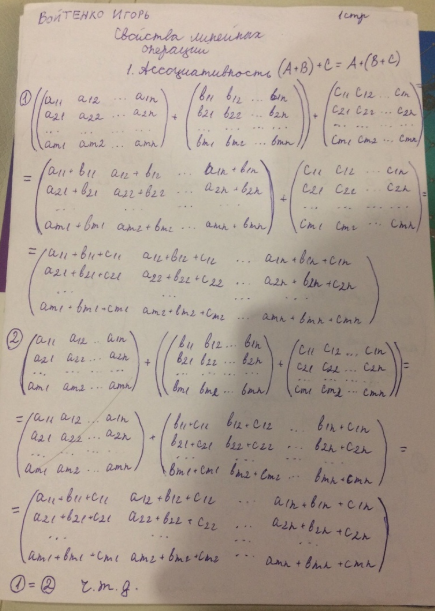 Войтенко Игорь 1 стр
Свойства линейных
операции
1. Ассоциативность (A+B)+C = A+(B+C)
① ((a11 a12 ... a1n) + (b11 b12 ... b1n)) + (c11 c12 ... c1n)
a21 a22 ... a2n b21 b22 ... b2n c21 c22 ... c2n
... ... ... ... ... ... ...
am1 am2 ... amn bm1 bm2 ... bmn cm1 cm2 ... cmn
= (a11+b11 a12+b12 ... a1n+b1n) + (c11 c12 ... c1n) =
a21+b21 a22+b22 ... a2n+b2n c21 c22 ... c2n
... ... ... ... ...
am1+bm1 am2+bm2 ... amn+bmn cm1 cm2 ... cmn
= (a11+b11+c11 a12+b12+c12 ... a1n+b1n+c1n)
a21+b21+c21 a22+b22+c22 ... a2n+b2n+c2n
... ... ...
am1+bm1+cm1 am2+bm2+cm2 ... amn+bmn+cmn
② (a11 a12 ... a1n) + ((b11 b12 ... b1n) + (c11 c12 ... c1n)) =
a21 a22 ... a2n b21 b22 ... b2n c21 c22 ... c2n
... ... ... ... ... ...
am1 am2 ... amn bm1 bm2 ... bmn cm1 cm2 ... cmn
= (a11 a12 ... a1n) + (b11+c11 b12+c12 ... b1n+c1n) =
a21 a22 ... a2n b21+c21 b22+c22 ... b2n+c2n
... ... ... ... ... ...
am1 am2 ... amn bm1+cm1 bm2+cm2 ... bmn+cmn
= (a11+b11+c11 a12+b12+c12 ... a1n+b1n+c1n)
a21+b21+c21 a22+b22+c22 ... a2n+b2n+c2n
... ... ... ...
am1+bm1+cm1 am2+bm2+cm2 ... amn+bmn+cmn
①=② ч.т.д.